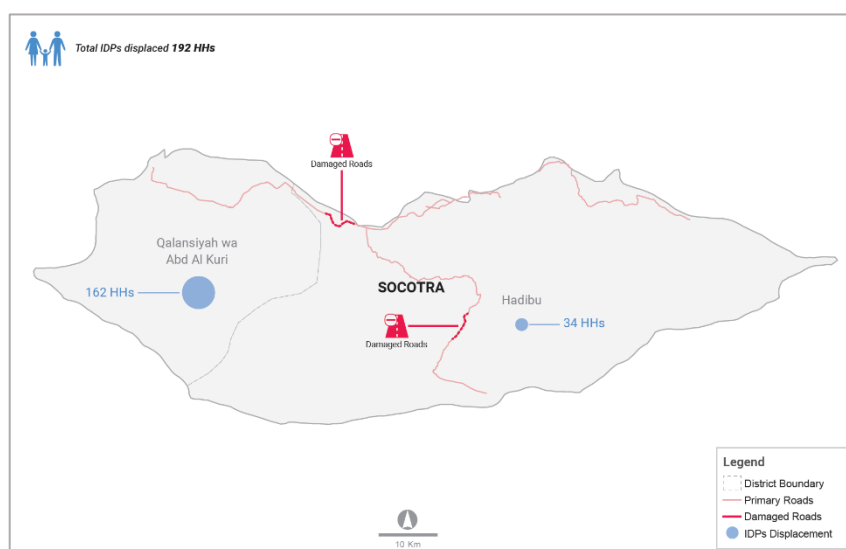 Total IDPs displaced 192 HHs
Damaged Roads
Qalansiyah wa
Abd Al Kuri
162 HHs
SOCOTRA
Hadibu
34 HHs
Damaged Roads
Legend
District Boundary
Primary Roads
Damaged Roads
IDPs Displacement
10 Km